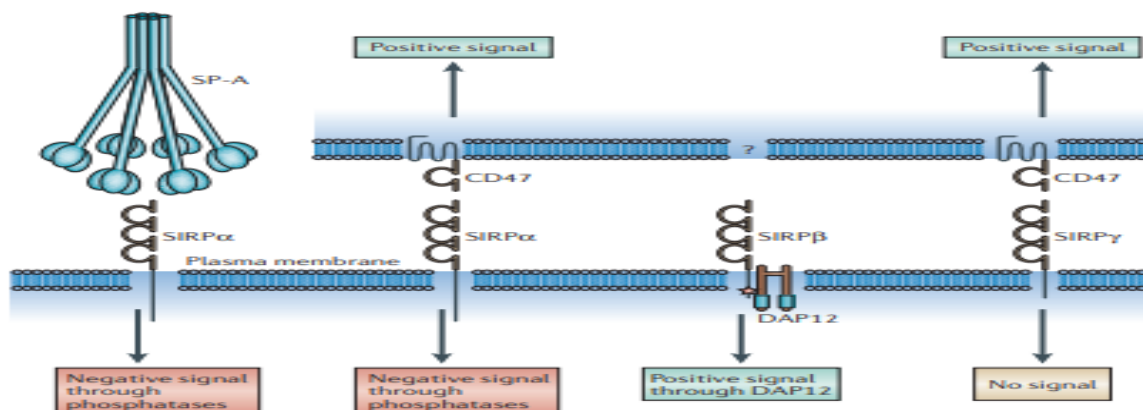 Positive signal
Positive signal
SP-A
?
CD47
CD47
SIRPα
SIRPα
SIRPβ
SIRPγ
Plasma membrane
DAP12
Negative signal
through
phosphatases
Negative signal
through
phosphatases
Positive signal
through DAP12
No signal